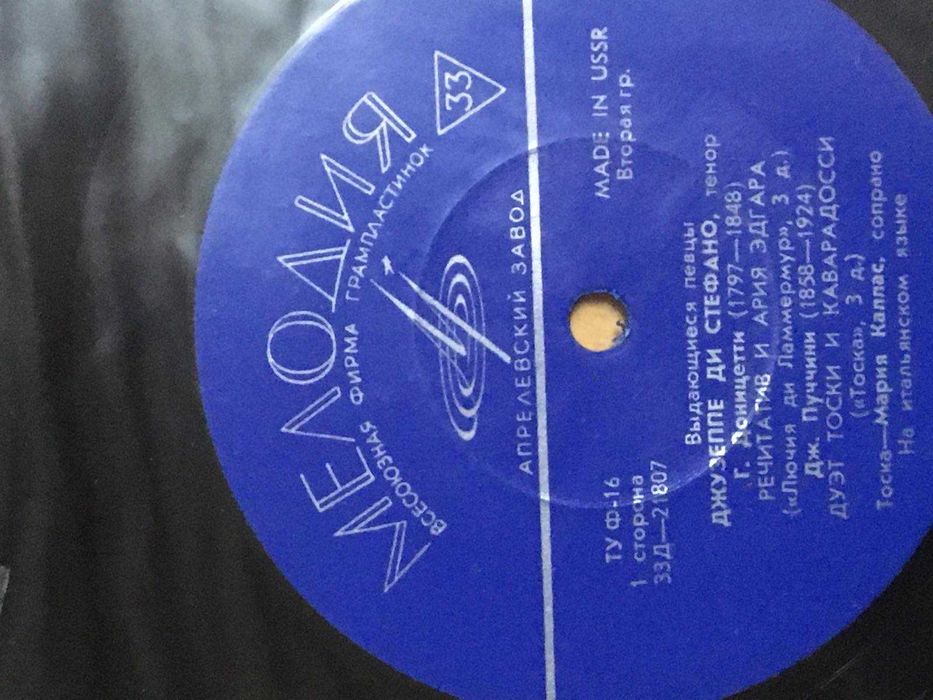 МЕЛОДИЯ
ВСЕСОЮЗНАЯ ФИРМА ГРАМПЛАСТИНОК
33
АПРЕЛЕВСКИЙ ЗАВОД
ТУ Ф-16
1 сторона
33Д—21807
MADE IN USSR
Вторая гр.
Выдающиеся певцы
ДЖУЗЕППЕ ДИ СТЕФАНО, тенор
Г. Доницетти (1797—1848)
РЕЧИТАТИВ И АРИЯ ЭДГАРА
(«Лючия ди Ламмермур», 3 д.)
Дж. Пуччини (1858—1924)
ДУЭТ ТОСКИ И КАВАРАДОССИ
(«Тоска», 3 д.)
Тоска—Мария Каллас, сопрано
На итальянском языке